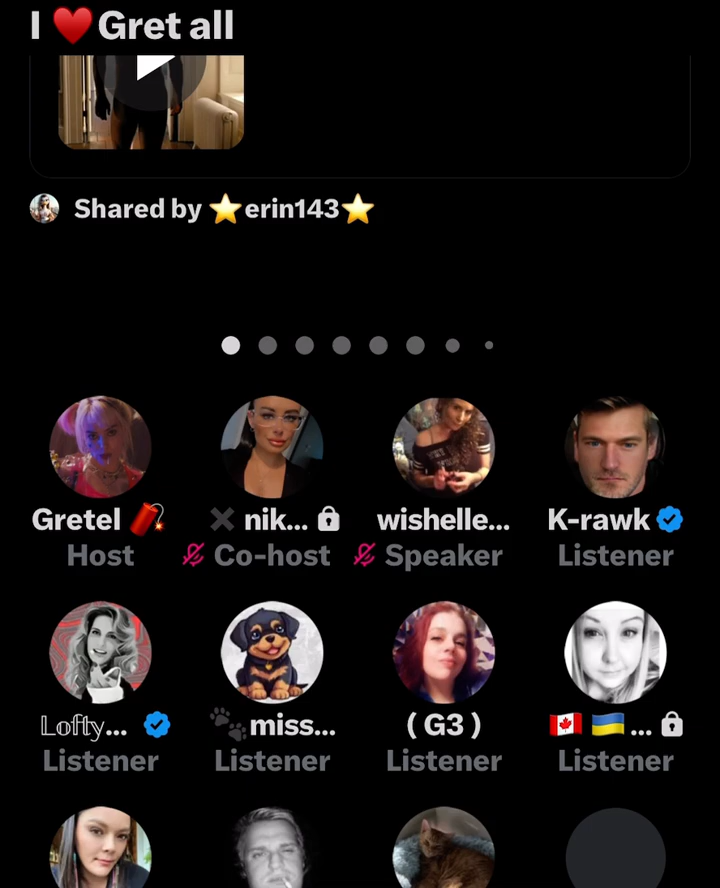 I ❤️Gret all
Shared by ⭐erin143⭐
Gretel 🧨
Host
✖️ nik... 🔒
Co-host
wishelle...
Speaker
K-rawk
Listener
𝕃𝕠𝕗𝕥𝕪...
Listener
🐾miss...
Listener
( G3 )
Listener
🇨🇦 🇺🇦 ... 🔒
Listener